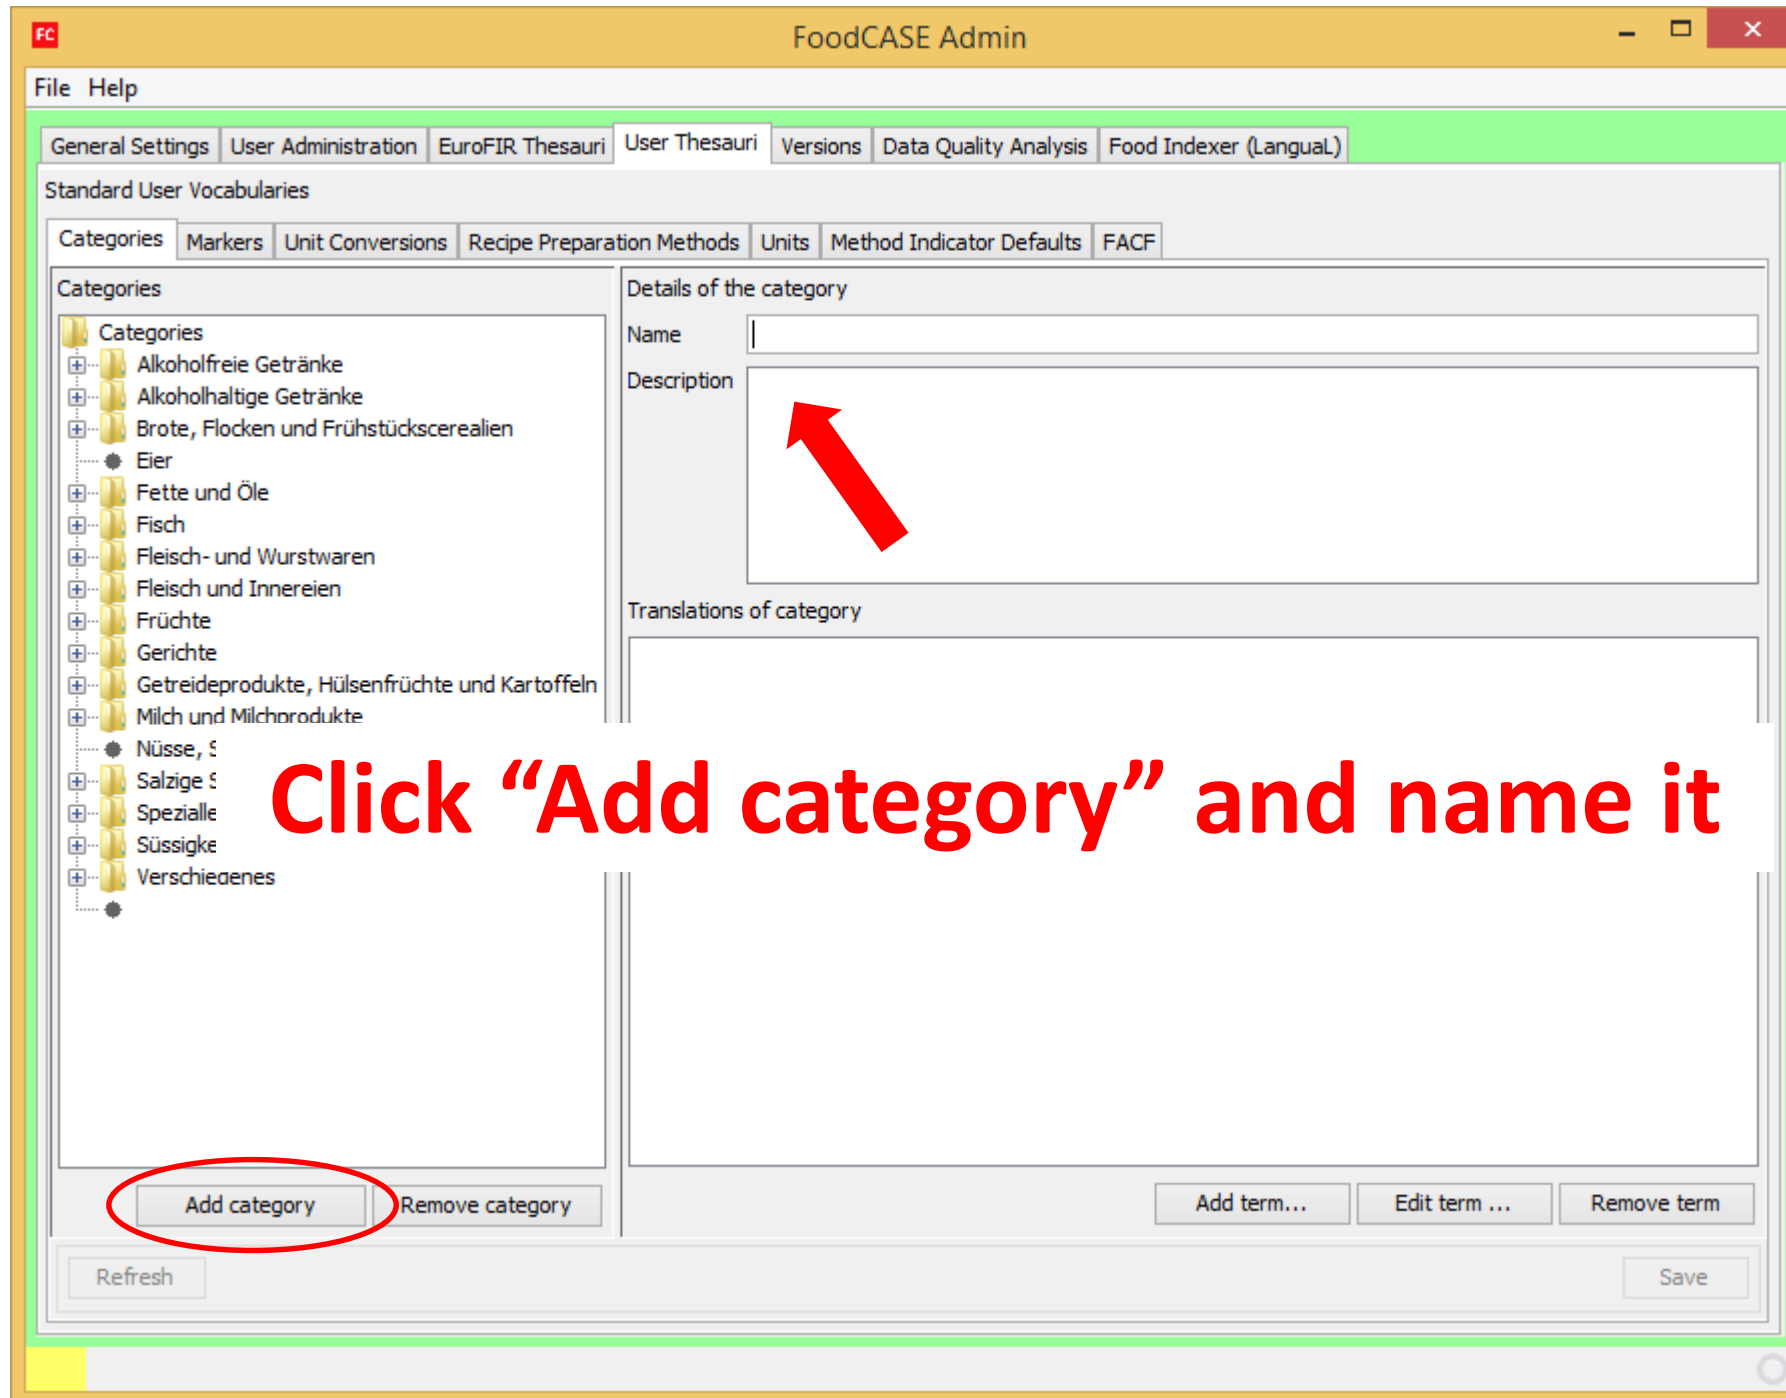 FC
FoodCASE Admin
File Help
General Settings User Administration EuroFIR Thesauri User Thesauri Versions Data Quality Analysis Food Indexer (LanguaL)
Standard User Vocabularies
Categories Markers Unit Conversions Recipe Preparation Methods Units Method Indicator Defaults FACF
Categories
Categories
Alkoholfreie Getränke
Alkoholhaltige Getränke
Brote, Flocken und Frühstückscerealien
Eier
Fette und Öle
Fisch
Fleisch- und Wurstwaren
Fleisch und Innereien
Früchte
Gerichte
Getreideprodukte, Hülsenfrüchte und Kartoffeln
Milch und Milchprodukte
Nüsse,
Salzige
Verschiedenes
Details of the category
Name
Description
Translations of category
Click “Add category” and name it
Add category Remove category
Add term... Edit term ... Remove term
Refresh Save